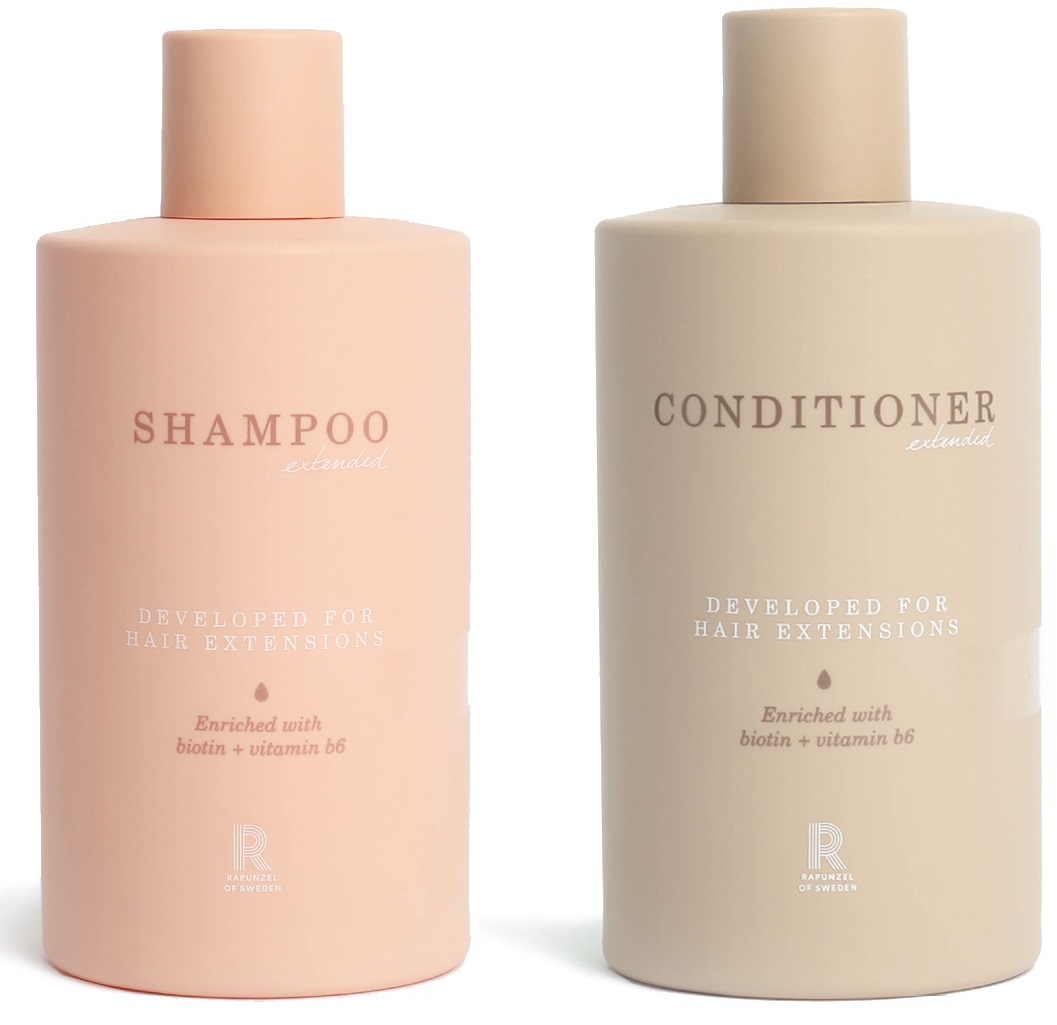 SHAMPOO
extended
DEVELOPED FOR
HAIR EXTENSIONS
Enriched with
biotin + vitamin b6
R
RAPUNZEL
OF SWEDEN
CONDITIONER
extended
DEVELOPED FOR
HAIR EXTENSIONS
Enriched with
biotin + vitamin b6
R
RAPUNZEL
OF SWEDEN